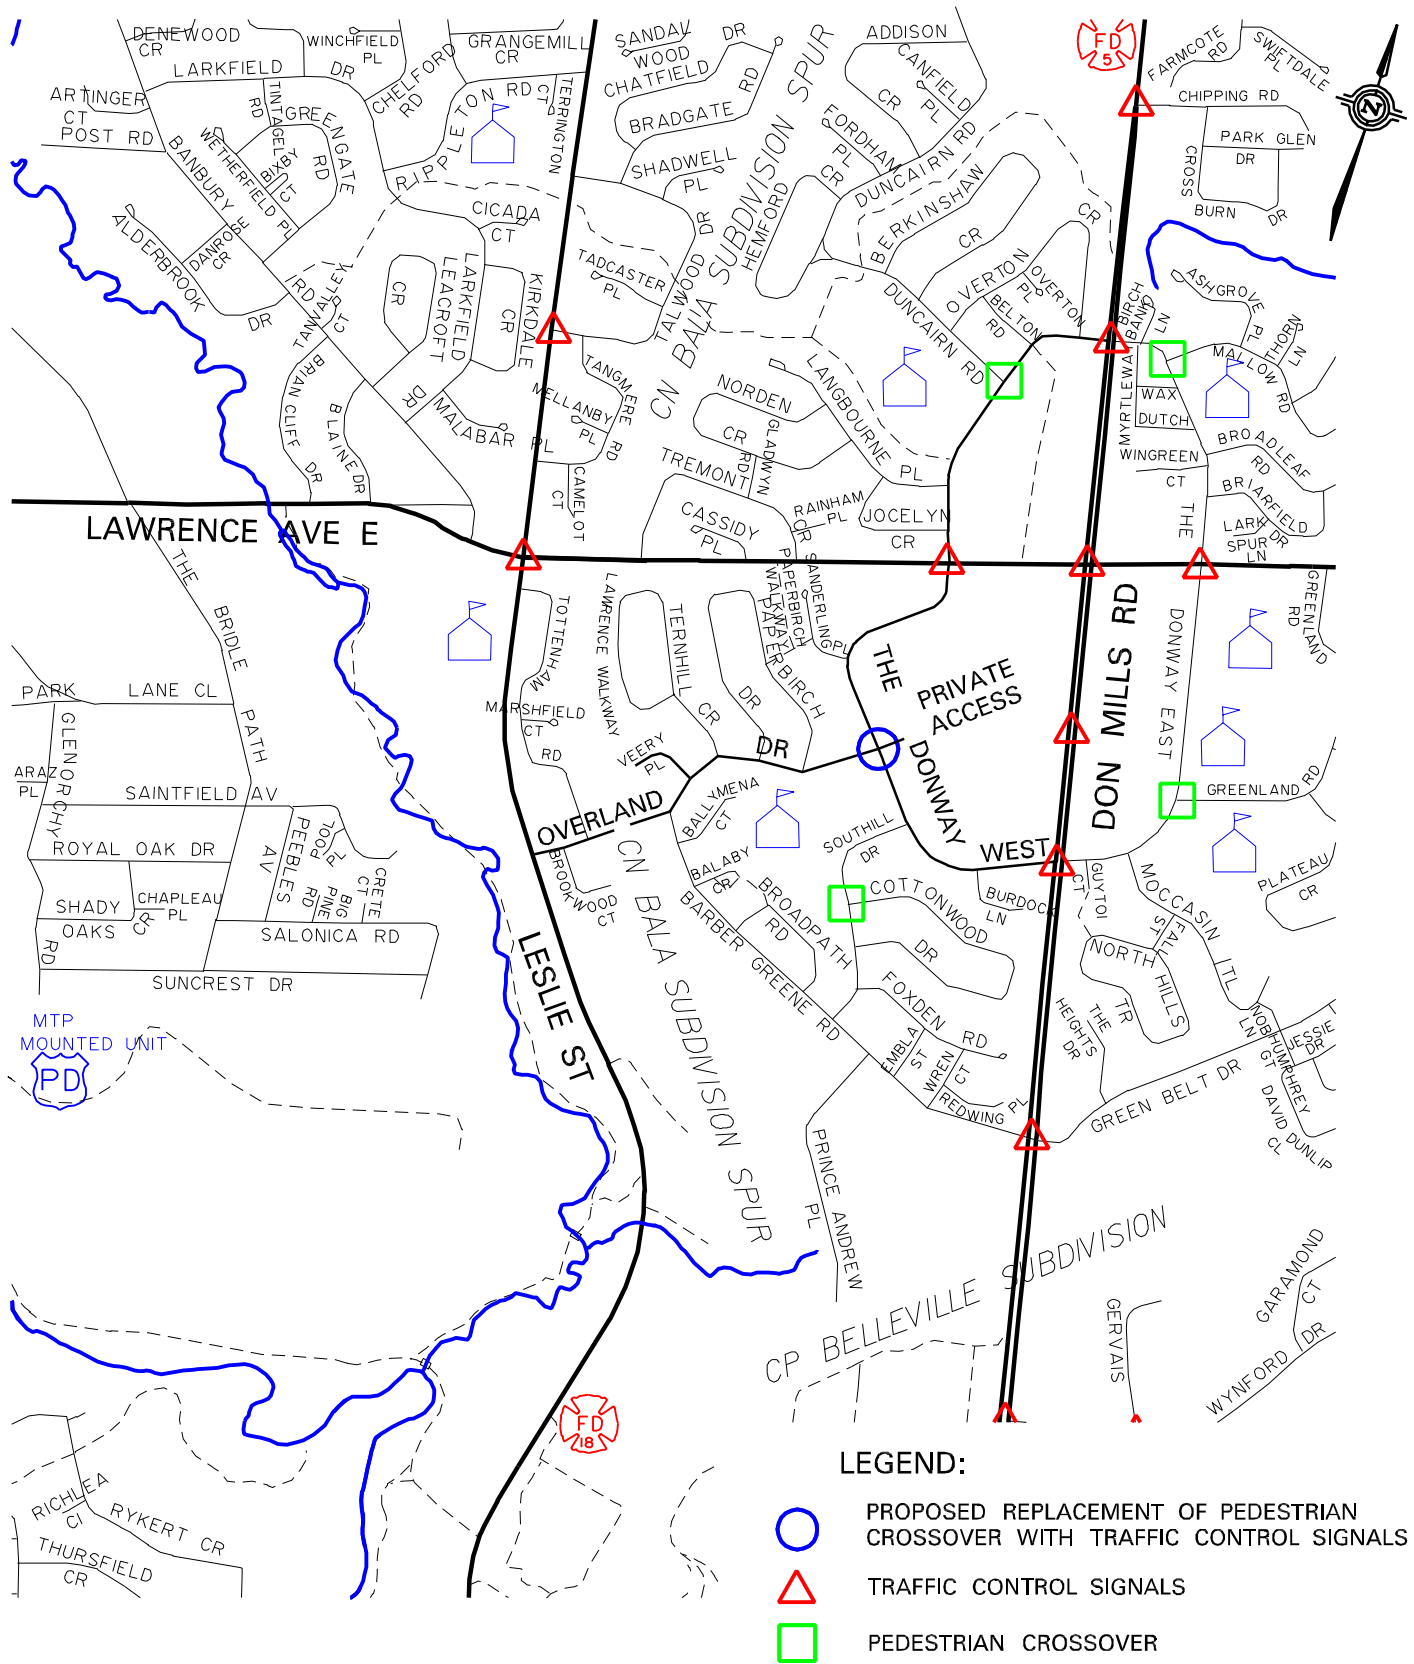 DENEWOOD
CR
WINCHFIELD
PL
GRANGEMILL
CR
SANDAL
WOOD
DR
ADDISON
FD
5
FARMCOTE
RD
SWIFTDALE
PL
LARKFIELD
DR
CHELFORD
RD
CHATFIELD
RD
CANFIELD
PL
CR
CHIPPING RD
N
ARTINGER
CT
POST RD
TINTAGEL
RD
GREENGATE
RD
RIPPLETON RD
TERRINGTON
CT
BRADGATE
FORDHAM
PL
CR
DUNCAIRN RD
PARK GLEN
DR
CROSS
BURN
DR
BANBURY
RD
WETHERFIELD PL
BIXBY
CT
SHADWELL
PL
HEMFORD
BERKINSHAW
CR
CR
ALDERBROOK
DR
DANROSE
CR
CICADA
CT
TADCASTER
PL
TALWOOD
DR
CN BALA SUBDIVISION SPUR
OVERTON
PL
OVERTON
ASHGROVE
PL
TANVALLEY
CT
CR
LEACROFT
LARKFIELD
CR
KIRKDALE
DUNCAIRN RD
BELTON
RD
BIRCH
BANK
LN
THORN
LN
MALLOW RD
BRIANCLIFF DR
BLAINE DR
DR
MALABAR PL
TANGMERE RD
MELLANBY
PL
NORDEN
CR
LANGBOURNE PL
MYRTLEWA
WAX
DUTCH
WINGREEN
CT
BROADLEAF
RD
BRIARFIELD
DR
GLADWYN
RD
TREMONT
CR
CAMELOT
CT
CASSIDY
PL
RAINHAM
PL
JOCELYN
CR
THE
LARK
SPUR
LN
LAWRENCE AVE E
THE BRIDLE PATH
LAWRENCE WALKWAY
PAPERBIRCH
WALKWAY
SANDERLING PL
GREENLAND
RD
TOTTENHAM
RD
TERNHILL
CR
PAPERBIRCH
DR
THE
DONWAY
WEST
PRIVATE
ACCESS
DON MILLS RD
DONWAY EAST
PARK LANE CL
GLENORCHY
RD
MARSHFIELD
CT
VEERY
PL
OVERLAND
DR
GREENLAND
RD
ARAZ
PL
SAINTFIELD AV
BALLYMENA
CT
SOUTHILL
DR
ROYAL OAK DR
PEEBLES
AV
TOOK
PL
BROOKWOOD
CT
BALABY
CR
COTTONWOOD
DR
BURDOCK
LN
GUYTOI
CT
MOCCASIN
TL
PLATEAU
CR
SHADY
OAKS
CR
CHAPLEAU
PL
BIG
PINE
RD
CRETE
CT
SALONICA RD
BROADPATH
RD
BARBER GREENE RD
FALL
ST
NORTH HILLS
TR
SUNCREST DR
LESLIE ST
CN BALA SUBDIVISION SPUR
FOXDEN
RD
THE
HEIGHTS
DR
NOB
LN
HUMPHREY
GT
JESSIE
DR
MTP
MOUNTED UNIT
PD
EMBLA
ST
WREN
CT
REDWING
PL
GREEN BELT DR
DAVID DUNLIP
CL
PRINCE ANDREW
PL
CP BELLEVILLE SUBDIVISION
GERVAIS
GARAMOND
CT
WYNFORD DR
FD
18
RICHLEA
CI
RYKERT CR
THURSFIELD
CR
LEGEND:
PROPOSED REPLACEMENT OF PEDESTRIAN
CROSSOVER WITH TRAFFIC CONTROL SIGNALS
TRAFFIC CONTROL SIGNALS
PEDESTRIAN CROSSOVER